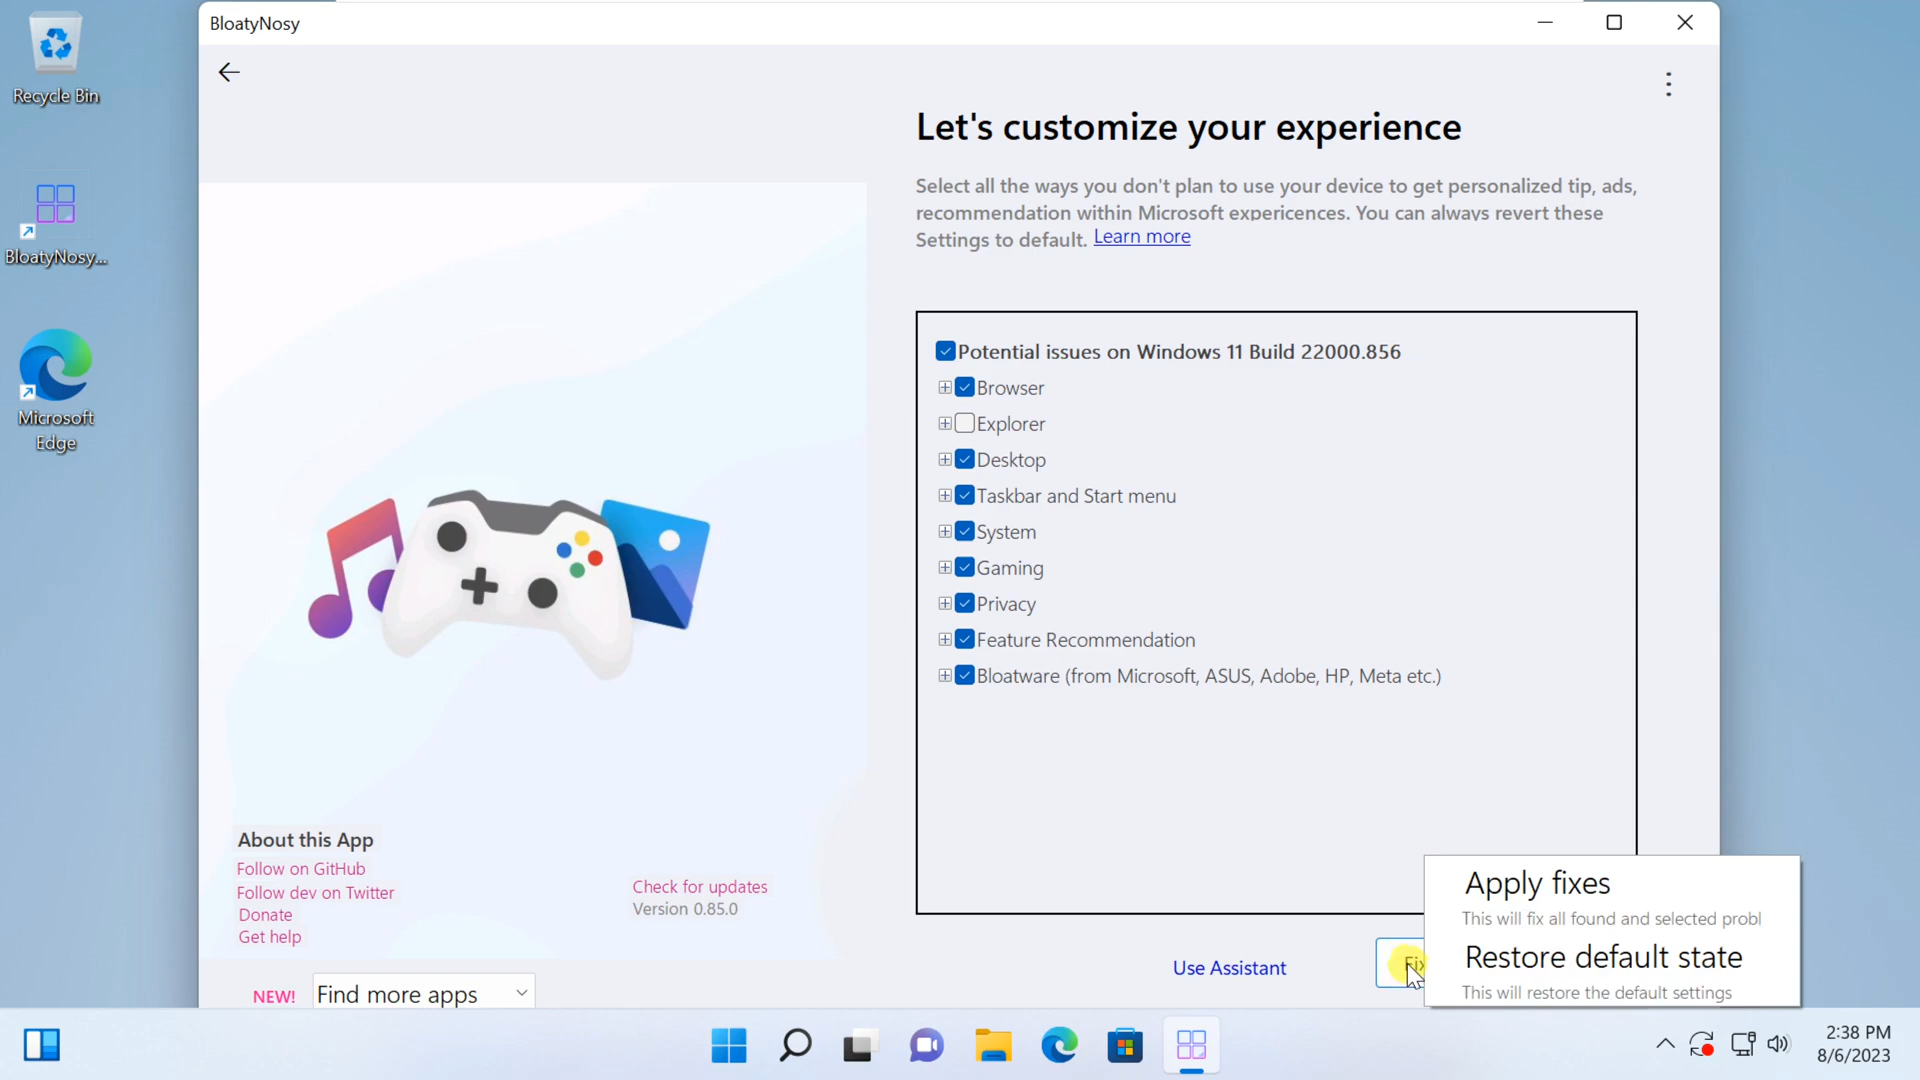 BloatyNosy
Recycle Bin
BloatyNosy...
Microsoft
Edge
Let's customize your experience
Select all the ways you don't plan to use your device to get personalized tip, ads,
recommendation within Microsoft expericences. You can always revert these
Settings to default. Learn more
Potential issues on Windows 11 Build 22000.856
Browser
Explorer
Desktop
Taskbar and Start menu
System
Gaming
Privacy
Feature Recommendation
Bloatware (from Microsoft, ASUS, Adobe, HP, Meta etc.)
About this App
Follow on GitHub
Follow dev on Twitter
Donate
Get help
Check for updates
Version 0.85.0
Apply fixes
This will fix all found and selected probl
Restore default state
This will restore the default settings
Use Assistant
NEW!
Find more apps
2:38 PM
8/6/2023